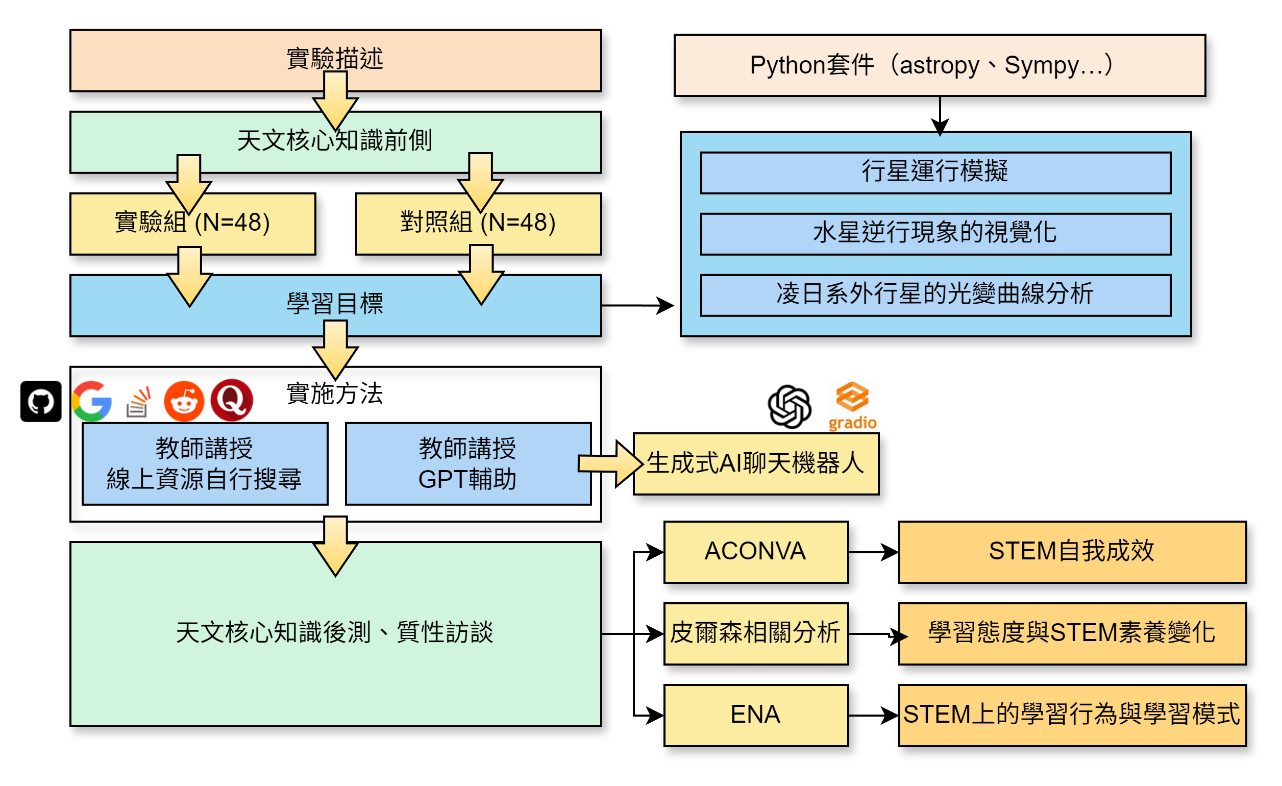 實驗描述
天文核心知識前側
實驗組 (N=48)
對照組 (N=48)
學習目標
Python套件（astropy、Sympy…）
行星運行模擬
水星逆行現象的視覺化
凌日系外行星的光變曲線分析
實施方法
教師講授
線上資源自行搜尋
教師講授
GPT輔助
gradio
生成式AI聊天機器人
天文核心知識後測、質性訪談
ACONVA
STEM自我成效
皮爾森相關分析
學習態度與STEM素養變化
ENA
STEM上的學習行為與學習模式